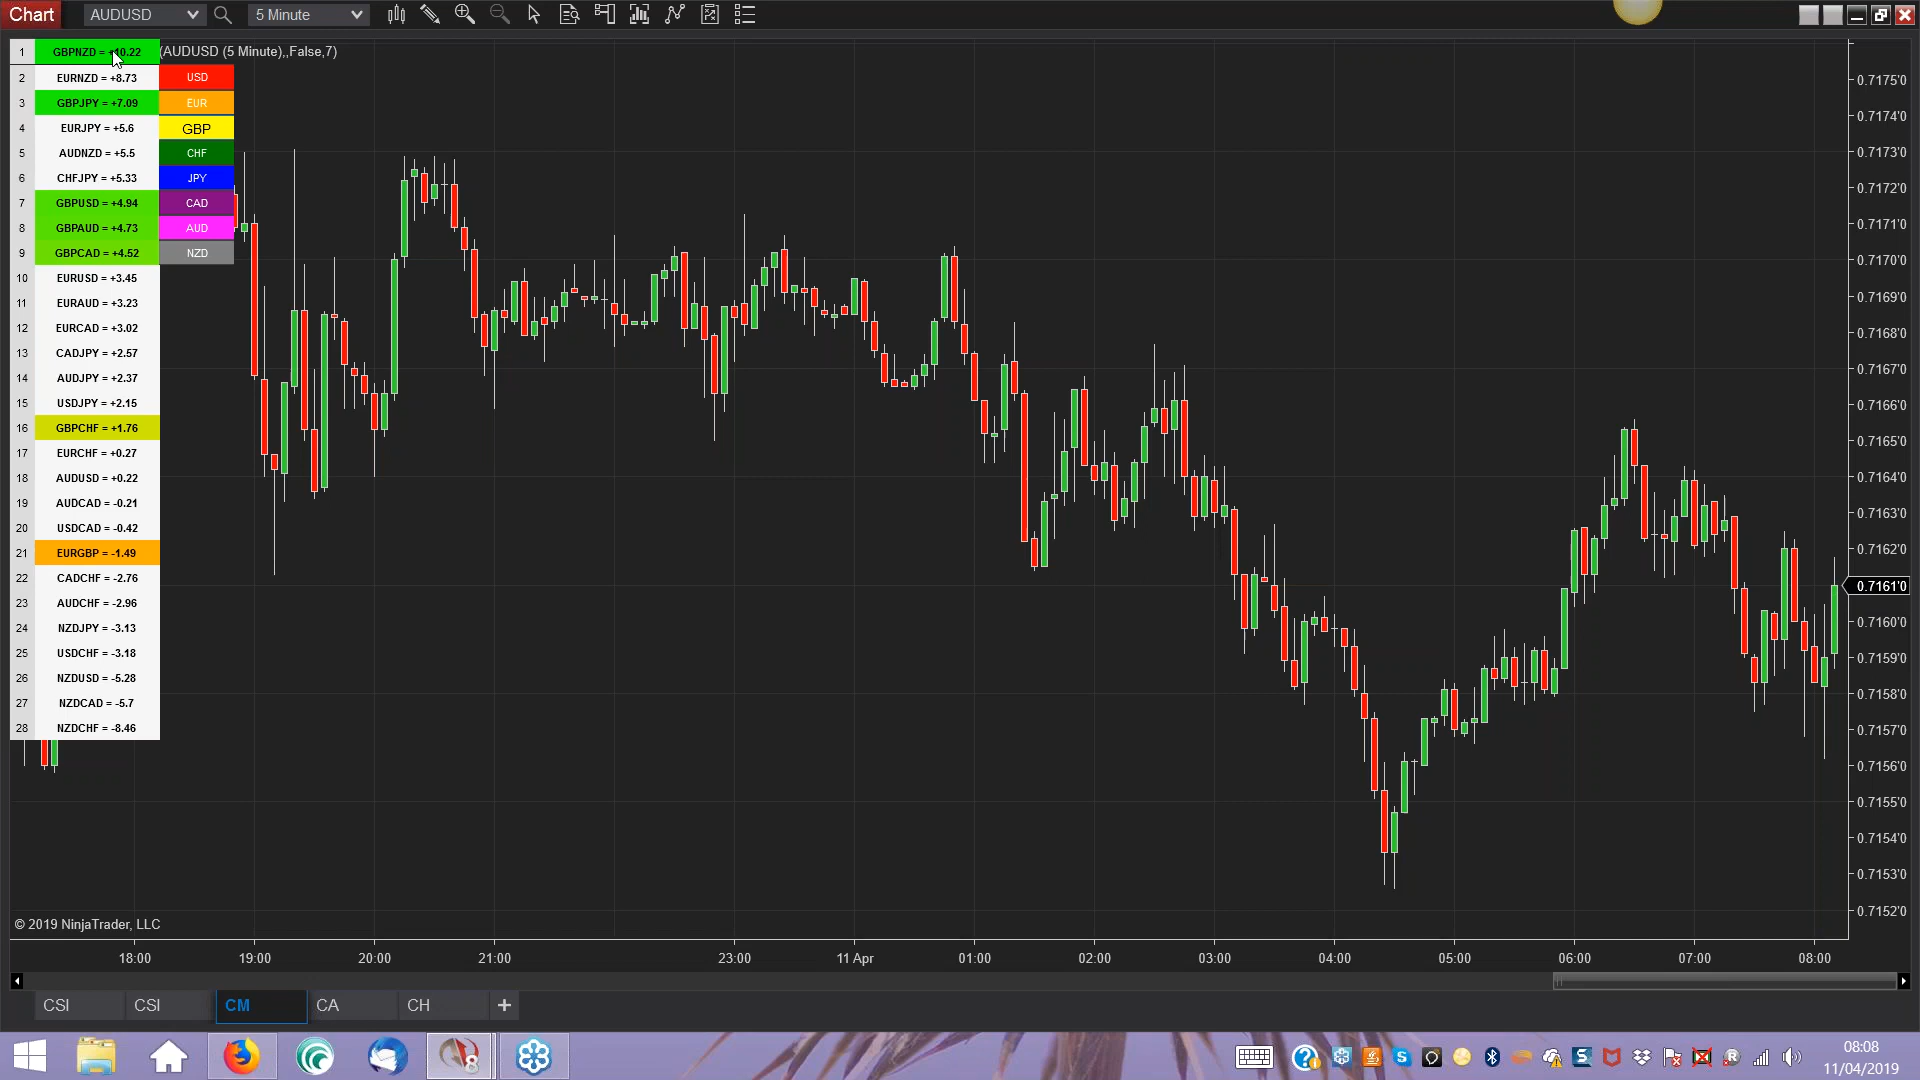 Chart AUDUSD 5 Minute
1 GBPNZD = +10.22 (AUDUSD (5 Minute),,False,7)
2 EURNZD = +8.73 USD
3 GBPJPY = +7.09 EUR
4 EURJPY = +5.6 GBP
5 AUDNZD = +5.5 CHF
6 CHFJPY = +5.33 JPY
7 GBPUSD = +4.94 CAD
8 GBPAUD = +4.73 AUD
9 GBPCAD = +4.52 NZD
10 EURUSD = +3.45
11 EURAUD = +3.23
12 EURCAD = +3.02
13 CADJPY = +2.57
14 AUDJPY = +2.37
15 USDJPY = +2.15
16 GBPCHF = +1.76
17 EURCHF = +0.27
18 AUDUSD = +0.22
19 AUDCAD = -0.21
20 USDCAD = -0.42
21 EURGBP = -1.49
22 CADCHF = -2.76
23 AUDCHF = -2.96
24 NZDJPY = -3.13
25 USDCHF = -3.18
26 NZDUSD = -5.28
27 NZDCAD = -5.7
28 NZDCHF = -8.46
0.7175'0
0.7174'0
0.7173'0
0.7172'0
0.7171'0
0.7170'0
0.7169'0
0.7168'0
0.7167'0
0.7166'0
0.7165'0
0.7164'0
0.7163'0
0.7162'0
0.7161'0
0.7160'0
0.7159'0
0.7158'0
0.7157'0
0.7156'0
0.7155'0
0.7154'0
0.7153'0
0.7152'0
© 2019 NinjaTrader, LLC
18:00 19:00 20:00 21:00 23:00 11 Apr 01:00 02:00 03:00 04:00 05:00 06:00 07:00 08:00
CSI CSI CM CA CH +
8
08:08
11/04/2019